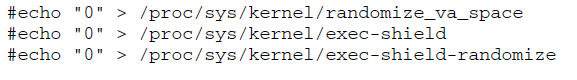 #echo "0" > /proc/sys/kernel/randomize_va_space
#echo "0" > /proc/sys/kernel/exec-shield
#echo "0" > /proc/sys/kernel/exec-shield-randomize